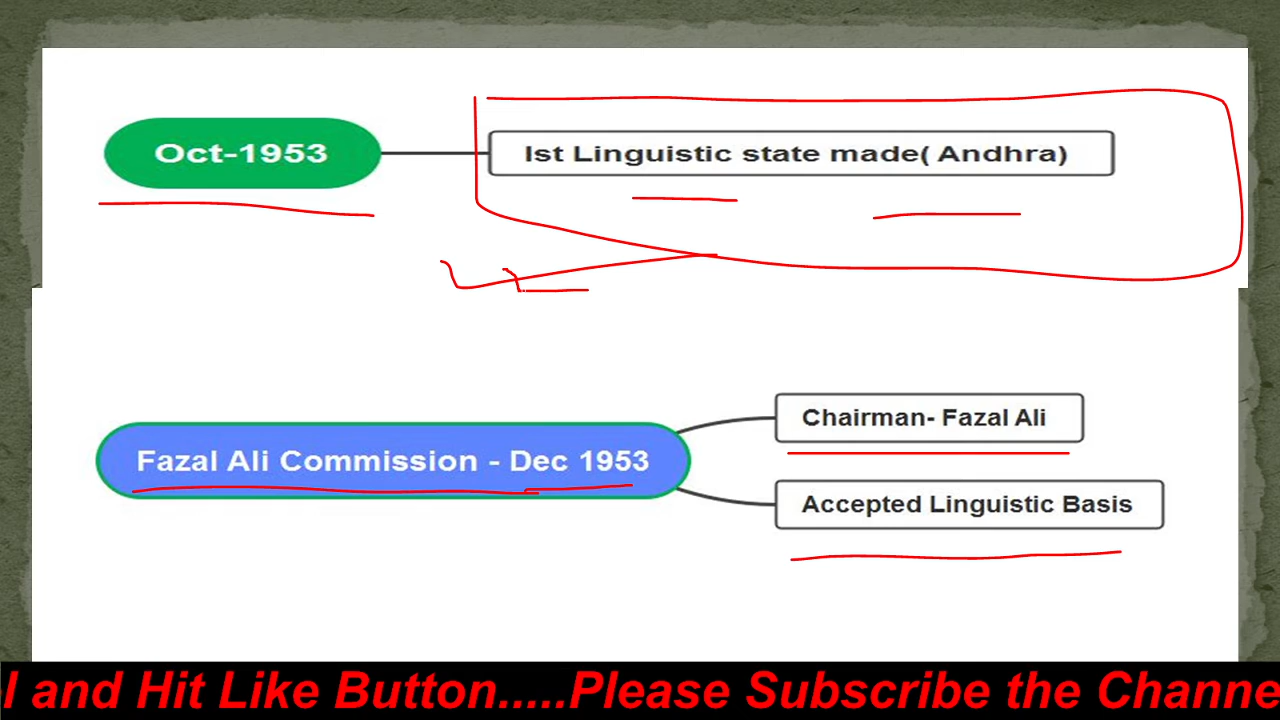 Oct-1953
Ist Linguistic state made( Andhra)
Fazal Ali Commission - Dec 1953
Chairman- Fazal Ali
Accepted Linguistic Basis
l and Hit Like Button.....Please Subscribe the Channe